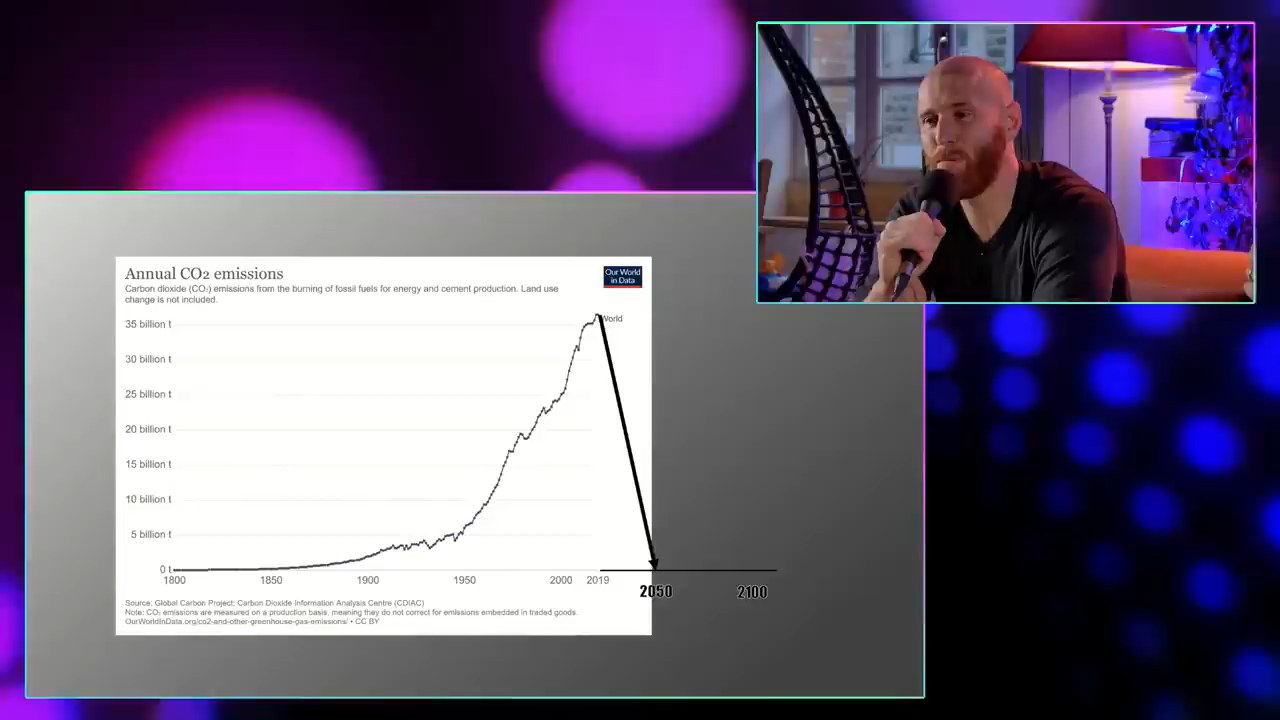 Annual CO2 emissions
Our World
in Data
Carbon dioxide (CO₂) emissions from the burning of fossil fuels for energy and cement production. Land use
change is not included.
35 billion t
World
30 billion t
25 billion t
20 billion t
15 billion t
10 billion t
5 billion t
0 t
1800 1850 1900 1950 2000 2019
2050 2100
Source: Global Carbon Project; Carbon Dioxide Information Analysis Centre (CDIAC)
Note: CO₂ emissions are measured on a production basis, meaning they do not correct for emissions embedded in traded goods.
OurWorldInData.org/co2-and-other-greenhouse-gas-emissions/ • CC BY